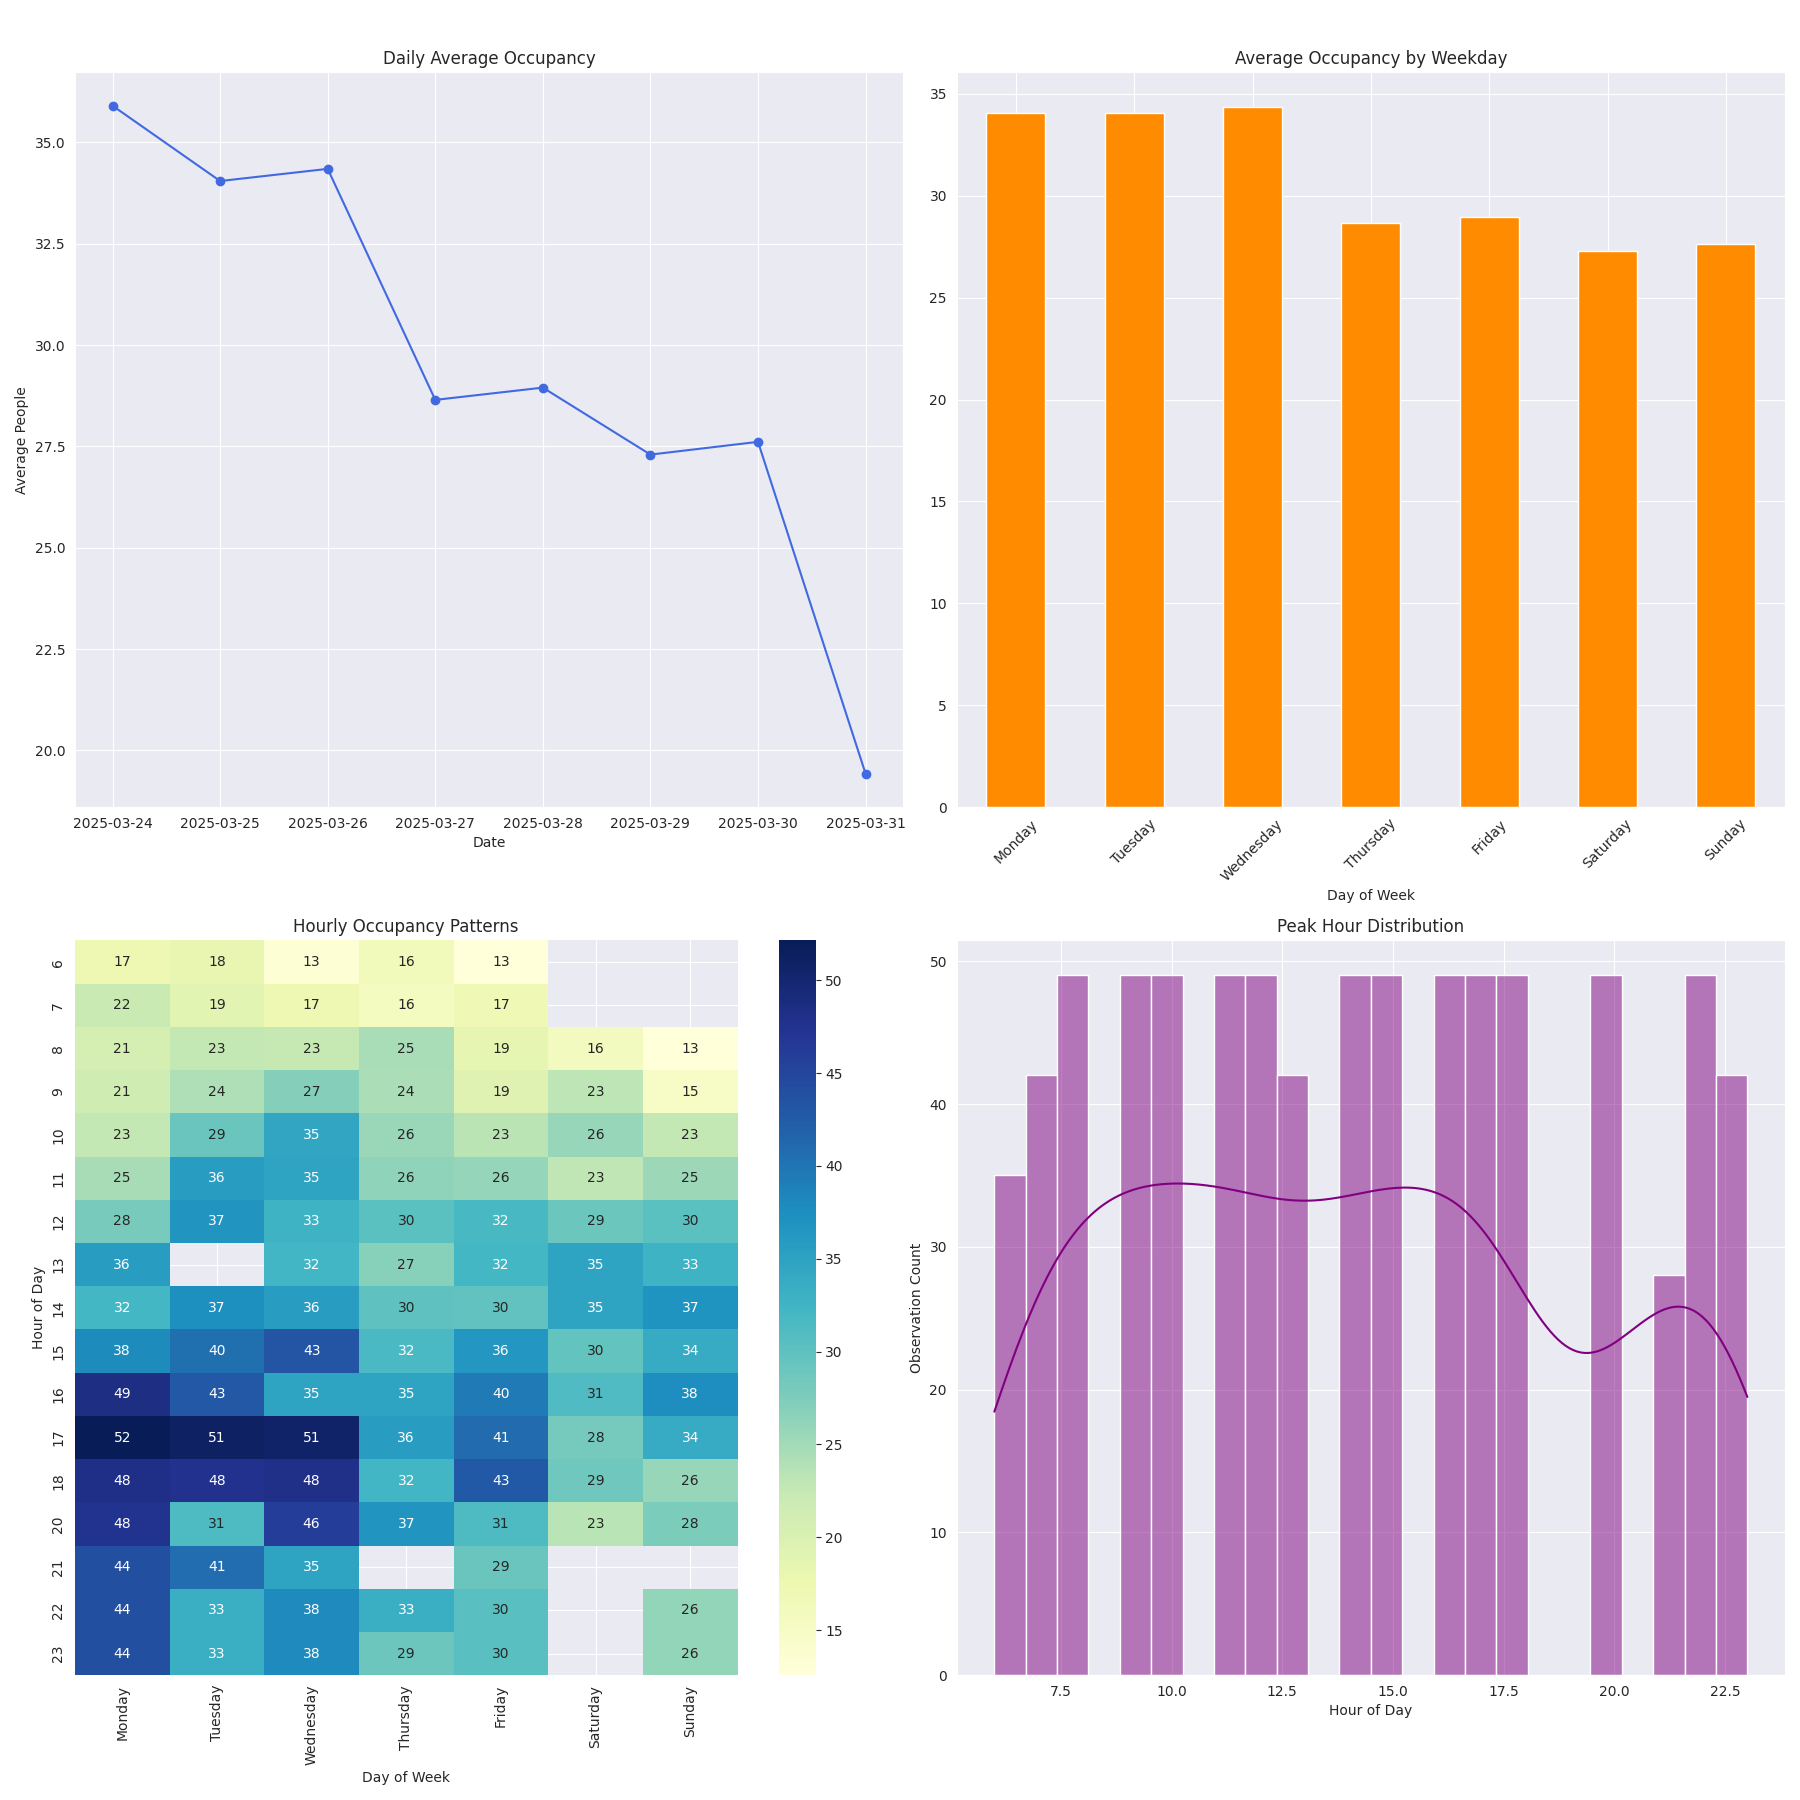 Daily Average Occupancy
35.0
32.5
30.0
27.5
25.0
22.5
20.0
Average People
2025-03-24 2025-03-25 2025-03-26 2025-03-27 2025-03-28 2025-03-29 2025-03-30 2025-03-31
Date
Average Occupancy by Weekday
35
30
25
20
15
10
5
0
Monday Tuesday Wednesday Thursday Friday Saturday Sunday
Day of Week
Hourly Occupancy Patterns
6 17 18 13 16 13
7 22 19 17 16 17
8 21 23 23 25 19 16 13
9 21 24 27 24 19 23 15
10 23 29 35 26 23 26 23
11 25 36 35 26 26 23 25
12 28 37 33 30 32 29 30
13 36 32 27 32 35 33
14 32 37 36 30 30 35 37
15 38 40 43 32 36 30 34
16 49 43 35 35 40 31 38
17 52 51 51 36 41 28 34
18 48 48 48 32 43 29 26
20 48 31 46 37 31 23 28
21 44 41 35 29
22 44 33 38 33 30 26
23 44 33 38 29 30 26
Hour of Day
Monday Tuesday Wednesday Thursday Friday Saturday Sunday
Day of Week
50
45
40
35
30
25
20
15
Peak Hour Distribution
50
40
30
20
10
0
Observation Count
7.5 10.0 12.5 15.0 17.5 20.0 22.5
Hour of Day